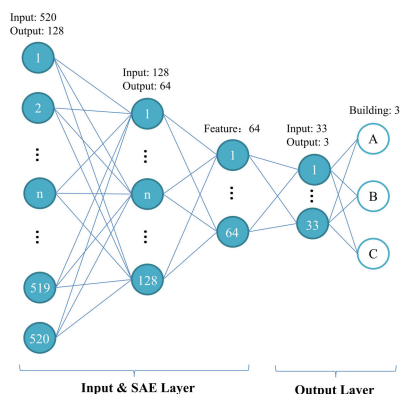 Input: 520
Output: 128
1
2
n
519
520
Input: 128
Output: 64
1
n
128
Feature：64
1
64
Input: 33
Output: 3
1
33
Building: 3
A
B
C
Input & SAE Layer
Output Layer